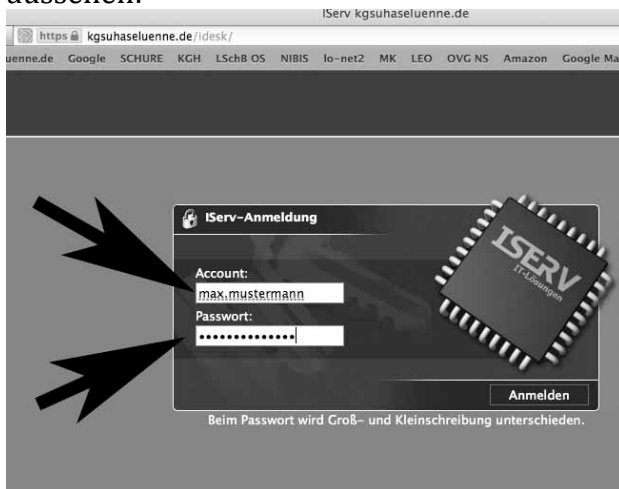 aussehen.
IServ kgsuhaseluenne.de
https kgsuhaseluenne.de/idesk
uenne.de Google SCHURE KGH LSchB OS NIBIS lo-net2 MK LEO OVG NS Amazon Google Ma
IServ-Anmeldung
ISERV
IT-Lösungen
Account:
max.mustermann
Passwort:
••••••••••••••
Anmelden
Beim Passwort wird Groß- und Kleinschreibung unterschieden.